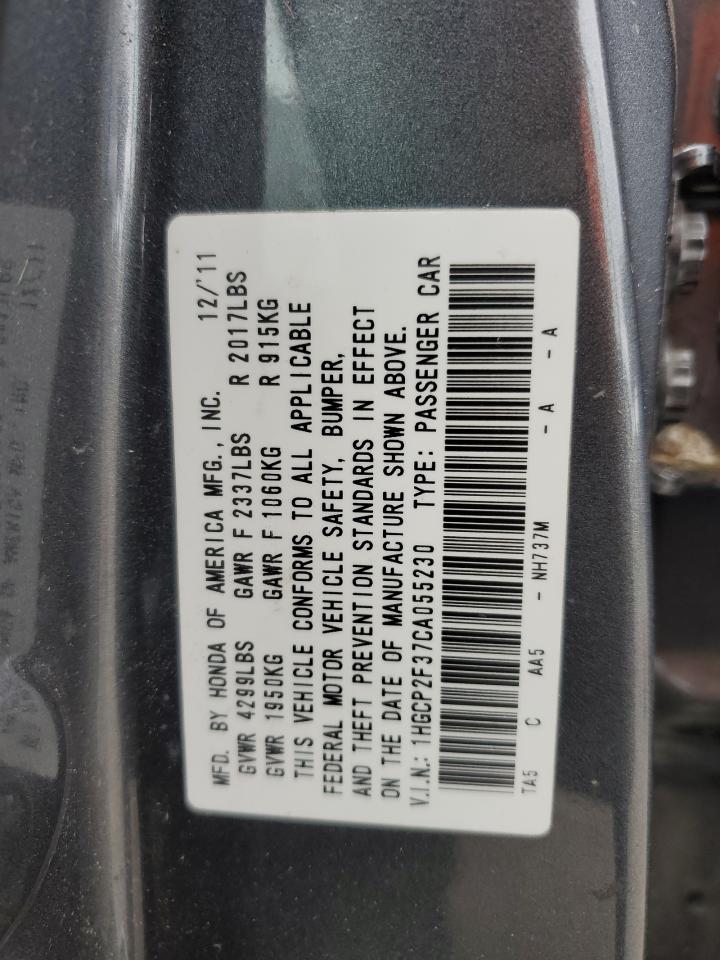 MFD. BY HONDA OF AMERICA MFG., INC. 12/'11
GVWR 4299LBS GAWR F 2337LBS R 2017LBS
GVWR 1950KG GAWR F 1060KG R 915KG
THIS VEHICLE CONFORMS TO ALL APPLICABLE
FEDERAL MOTOR VEHICLE SAFETY, BUMPER,
AND THEFT PREVENTION STANDARDS IN EFFECT
ON THE DATE OF MANUFACTURE SHOWN ABOVE.
V.I.N.: 1HGCP2F37CA055230 TYPE: PASSENGER CAR
TA5 C AA5 - NH737M - A - A